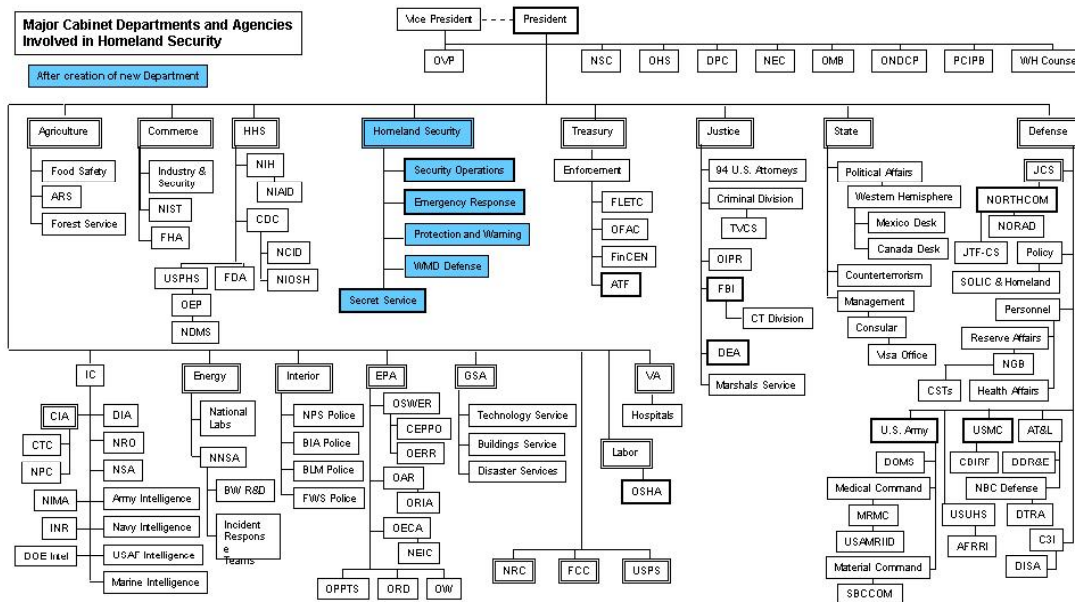 Major Cabinet Departments and Agencies
Involved in Homeland Security
After creation of new Department
Vice President
President
OVP
NSC
OHS
DPC
NEC
OMB
ONDCP
PCIPB
WH Counse
Agriculture
Commerce
HHS
Homeland Security
Treasury
Justice
State
Defense
Food Safety
ARS
Forest Service
Industry &
Security
NIST
FHA
NIH
NIAID
CDC
NCID
NIOSH
USPHS
FDA
OEP
NDMS
Security Operations
Emergency Response
Protection and Warning
WMD Defense
Secret Service
Enforcement
FLETC
OFAC
FinCEN
ATF
94 U.S. Attorneys
Criminal Division
TVCS
OIPR
FBI
CT Division
DEA
Marshals Service
Political Affairs
Western Hemisphere
Mexico Desk
Canada Desk
Counterterrorism
Management
Consular
Visa Office
JCS
NORTHCOM
NORAD
JTF-CS
Policy
SOLIC & Homeland
Personnel
Reserve Affairs
NGB
CSTs
Health Affairs
IC
CIA
CTC
NPC
NIMA
INR
DOE Intel
DIA
NRO
NSA
Army Intelligence
Navy Intelligence
USAF Intelligence
Marine Intelligence
Energy
National
Labs
NNSA
BW R&D
Incident
Respons
e
Teams
Interior
NPS Police
BIA Police
BLM Police
FWS Police
EPA
OSWER
CEPPO
OERR
OAR
ORIA
OECA
NEIC
OPPTS
ORD
OW
GSA
Technology Service
Buildings Service
Disaster Services
NRC
FCC
USPS
Labor
OSHA
VA
Hospitals
U.S. Army
DOMS
Medical Command
MRMC
USAMRIID
Material Command
SBCCOM
USMC
CDIRF
AT&L
DDR&E
NBC Defense
USUHS
DTRA
AFRRI
C3I
DISA